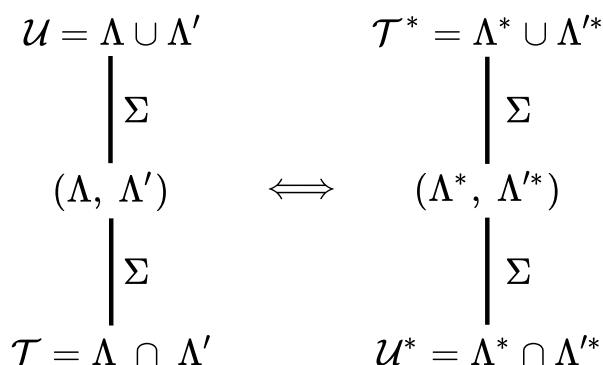 𝒰 = Λ ∪ Λ′ 𝒯* = Λ* ∪ Λ′*
Σ Σ
(Λ, Λ′) ⟺ (Λ*, Λ′*)
Σ Σ
𝒯 = Λ ∩ Λ′ 𝒰* = Λ* ∩ Λ′*